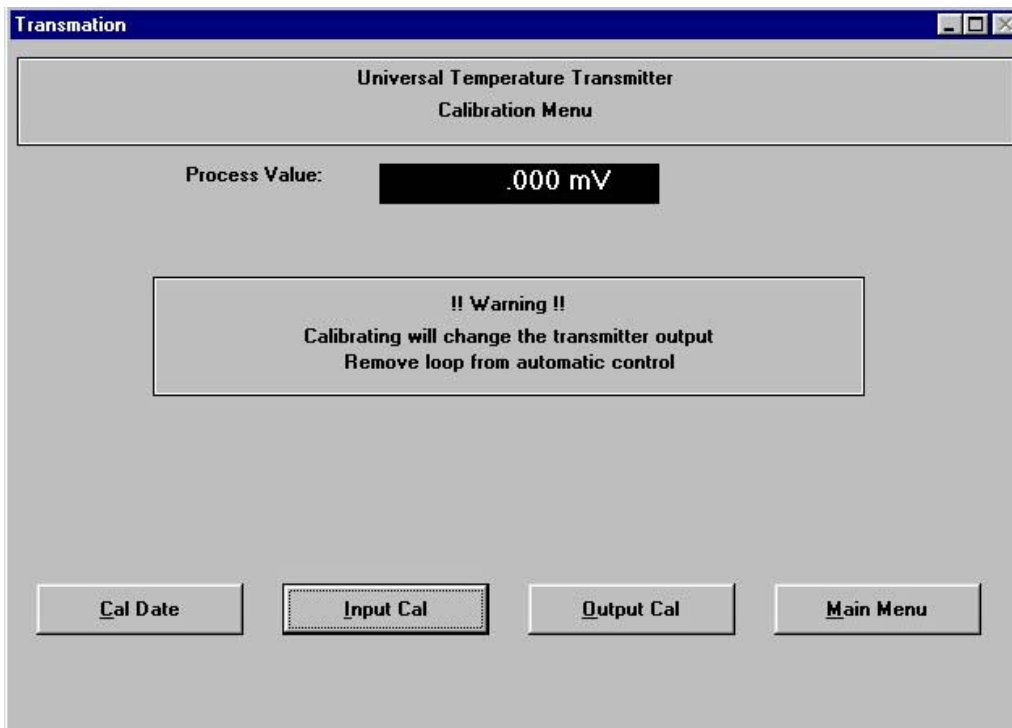 Transmation
Universal Temperature Transmitter
Calibration Menu
Process Value: .000 mV
!! Warning !!
Calibrating will change the transmitter output
Remove loop from automatic control
Cal Date Input Cal Output Cal Main Menu